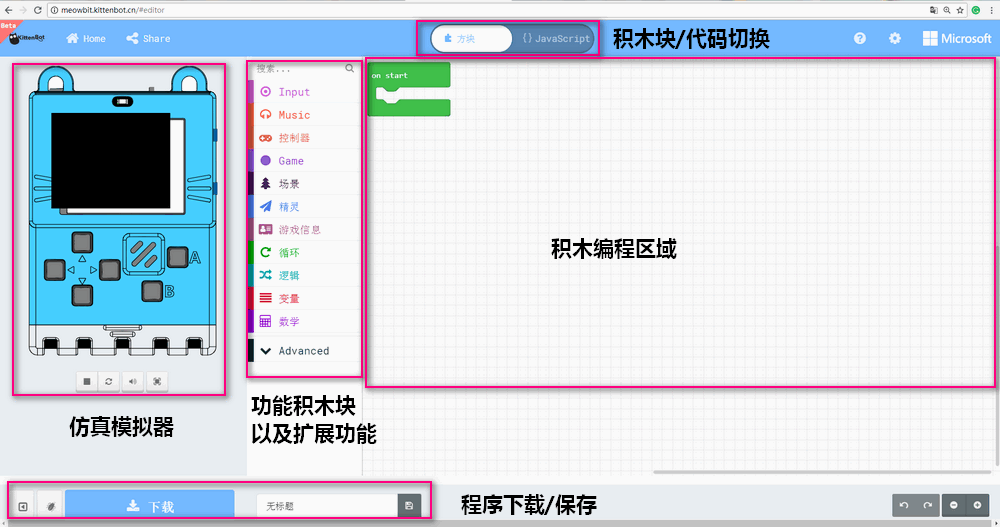 meowbit.kittenbot.cn/#editor
Beta
KittenBot
Home
Share
方块
{} JavaScript
积木块/代码切换
Microsoft
搜索...
Input
Music
控制器
Game
场景
精灵
游戏信息
循环
逻辑
变量
数学
Advanced
on start
A
B
积木编程区域
仿真模拟器
功能积木块
以及扩展功能
下载
无标题
程序下载/保存